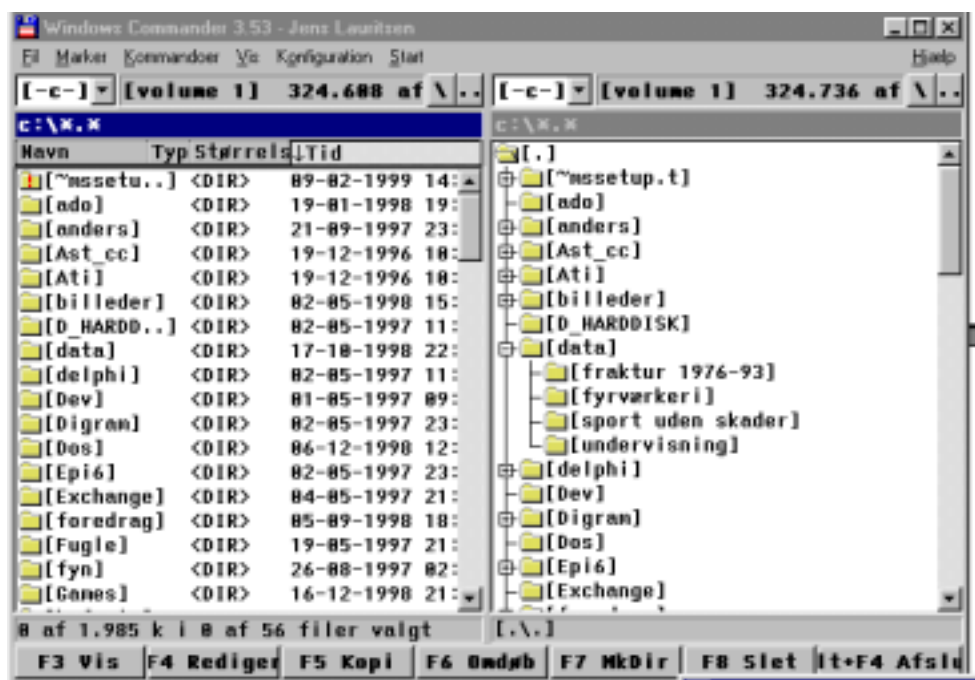 Windows Commander 3.53 - Jens Lauritsen
Fil Marker Kommandoer Vis Konfiguration Start Hjælp
[-c-] [volume 1] 324.608 af \ .. [-c-] [volume 1] 324.736 af \ ..
c:\*.*
c:\*.*
Navn Typ Størrels ↓Tid
[~mssetu..] <DIR> 09-02-1999 14:
[ado] <DIR> 19-01-1998 19:
[anders] <DIR> 21-09-1997 23:
[Ast_cc] <DIR> 19-12-1996 10:
[Ati] <DIR> 19-12-1996 10:
[billeder] <DIR> 02-05-1998 15:
[D_HARDD..] <DIR> 02-05-1997 11:
[data] <DIR> 17-10-1998 22:
[delphi] <DIR> 02-05-1997 11:
[Dev] <DIR> 01-05-1997 09:
[Digram] <DIR> 02-05-1997 23:
[Dos] <DIR> 06-12-1998 12:
[Epi6] <DIR> 02-05-1997 23:
[Exchange] <DIR> 04-05-1997 21:
[foredrag] <DIR> 05-09-1998 18:
[Fugle] <DIR> 19-05-1997 21:
[fyn] <DIR> 26-08-1997 02:
[Games] <DIR> 16-12-1998 21:
[.]
[~mssetup.t]
[ado]
[anders]
[Ast_cc]
[Ati]
[billeder]
[D_HARDDISK]
[data]
[fraktur 1976-93]
[fyrværkeri]
[sport uden skader]
[undervisning]
[delphi]
[Dev]
[Digram]
[Dos]
[Epi6]
[Exchange]
0 af 1.985 k i 0 af 56 filer valgt
[.\.]
F3 Vis F4 Rediger F5 Kopi F6 Omdøb F7 MkDir F8 Slet lt+F4 Afslu